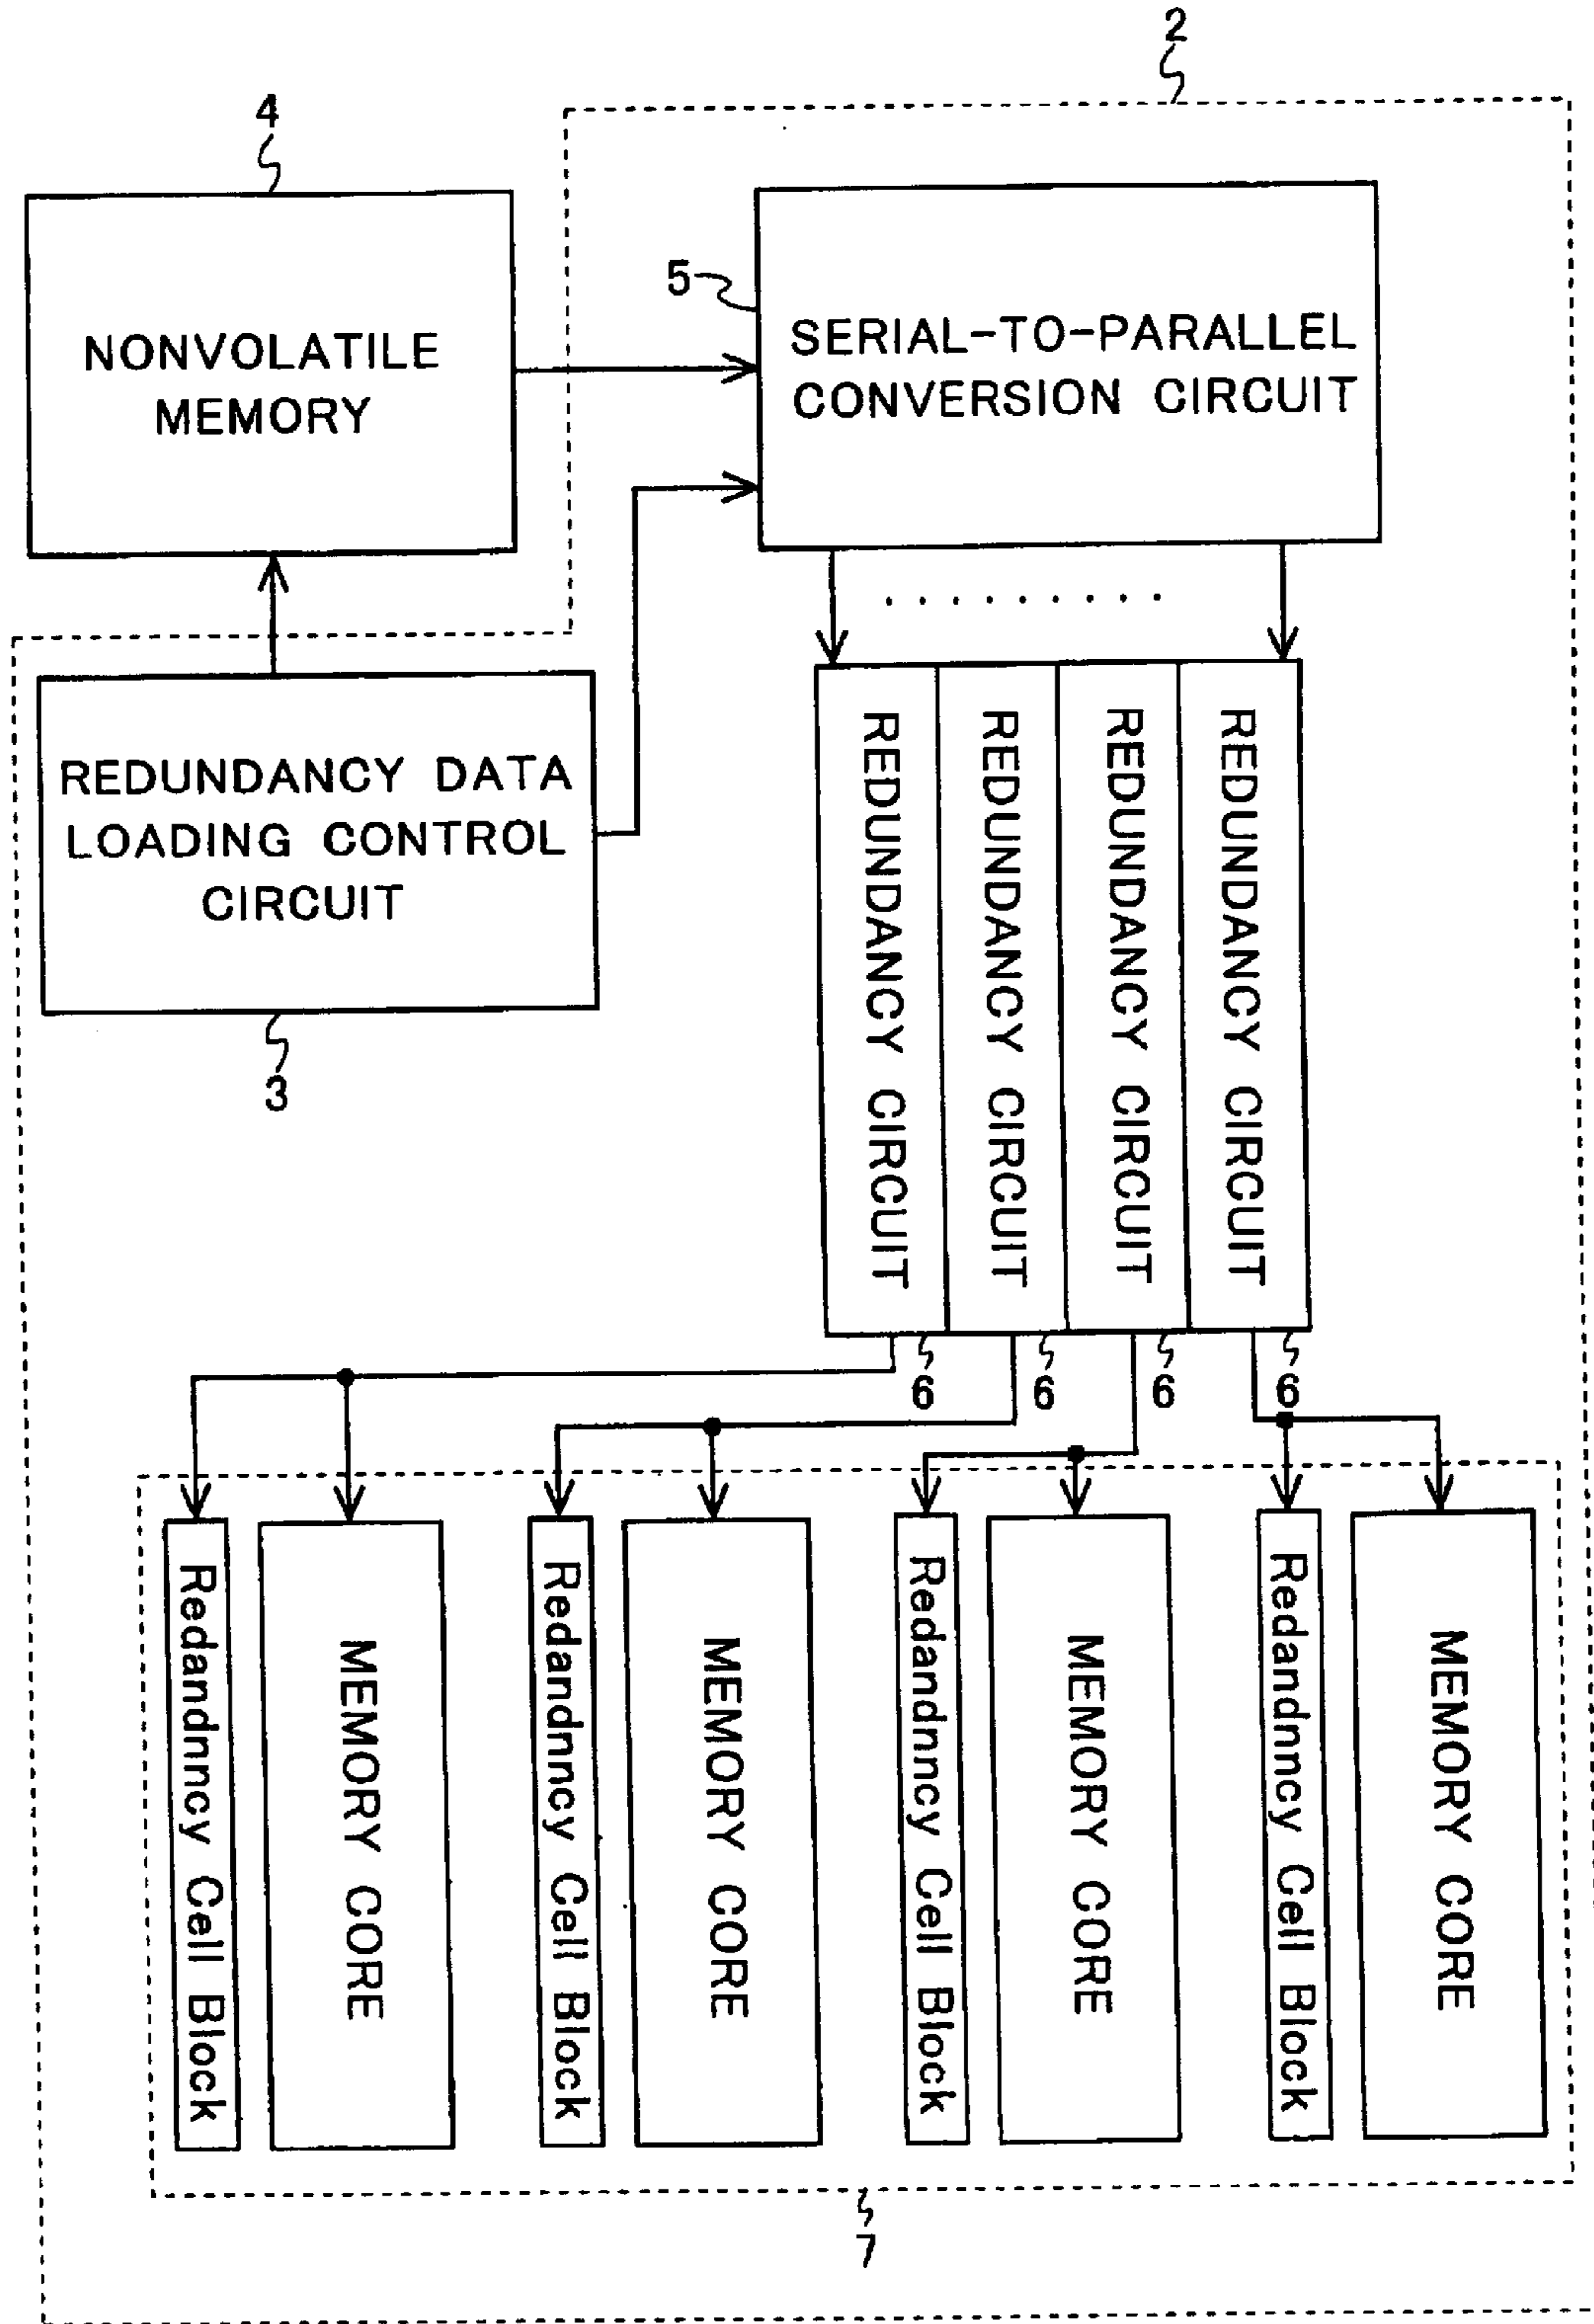 2
4
NONVOLATILE
MEMORY
5
SERIAL-TO-PARALLEL
CONVERSION CIRCUIT
. . . . . . . . .
REDUNDANCY DATA
LOADING CONTROL
CIRCUIT
3
REDUNDANCY CIRCUIT
REDUNDANCY CIRCUIT
REDUNDANCY CIRCUIT
REDUNDANCY CIRCUIT
6
6
6
6
Redandnncy Cell Block
MEMORY CORE
Redandnncy Cell Block
MEMORY CORE
Redandnncy Cell Block
MEMORY CORE
Redandnncy Cell Block
MEMORY CORE
7